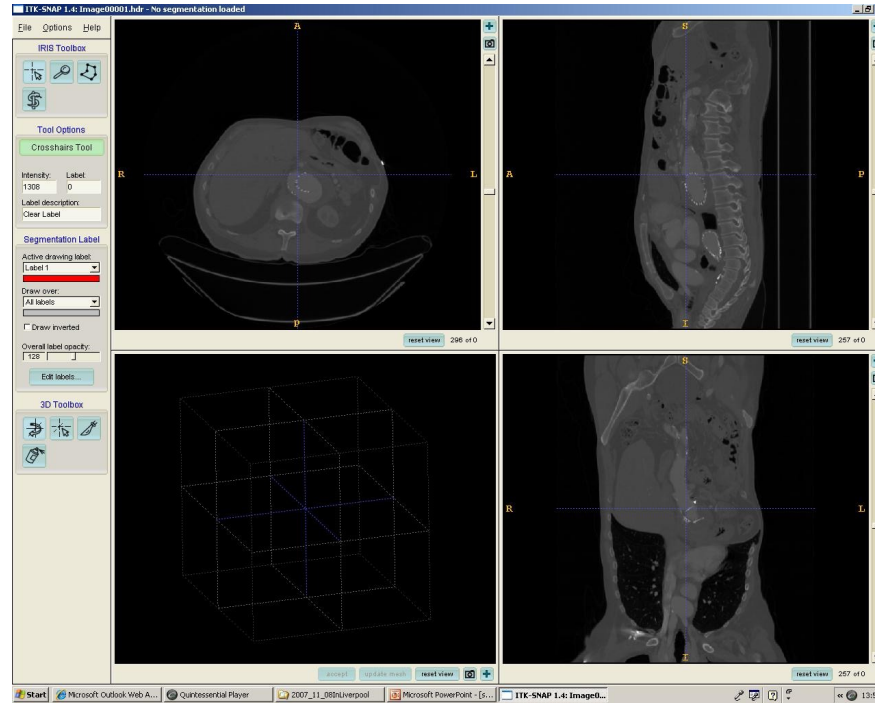 ITK-SNAP 1.4: Image00001.hdr - No segmentation loaded
File Options Help
IRIS Toolbox
Tool Options
Crosshairs Tool
Intensity: Label:
1308 0
Label description:
Clear Label
Segmentation Label
Active drawing label:
Label 1
Draw over:
All labels
Draw inverted
Overall label opacity:
128
Edit labels...
3D Toolbox
A
R
L
P
reset view 296 of 0
S
A
P
I
reset view 257 of 0
accept update mesh reset view
S
R
L
I
reset view 257 of 0
Start
Microsoft Outlook Web A...
Quintessential Player
2007_11_08InLiverpool
Microsoft PowerPoint - [s...
ITK-SNAP 1.4: Image0...